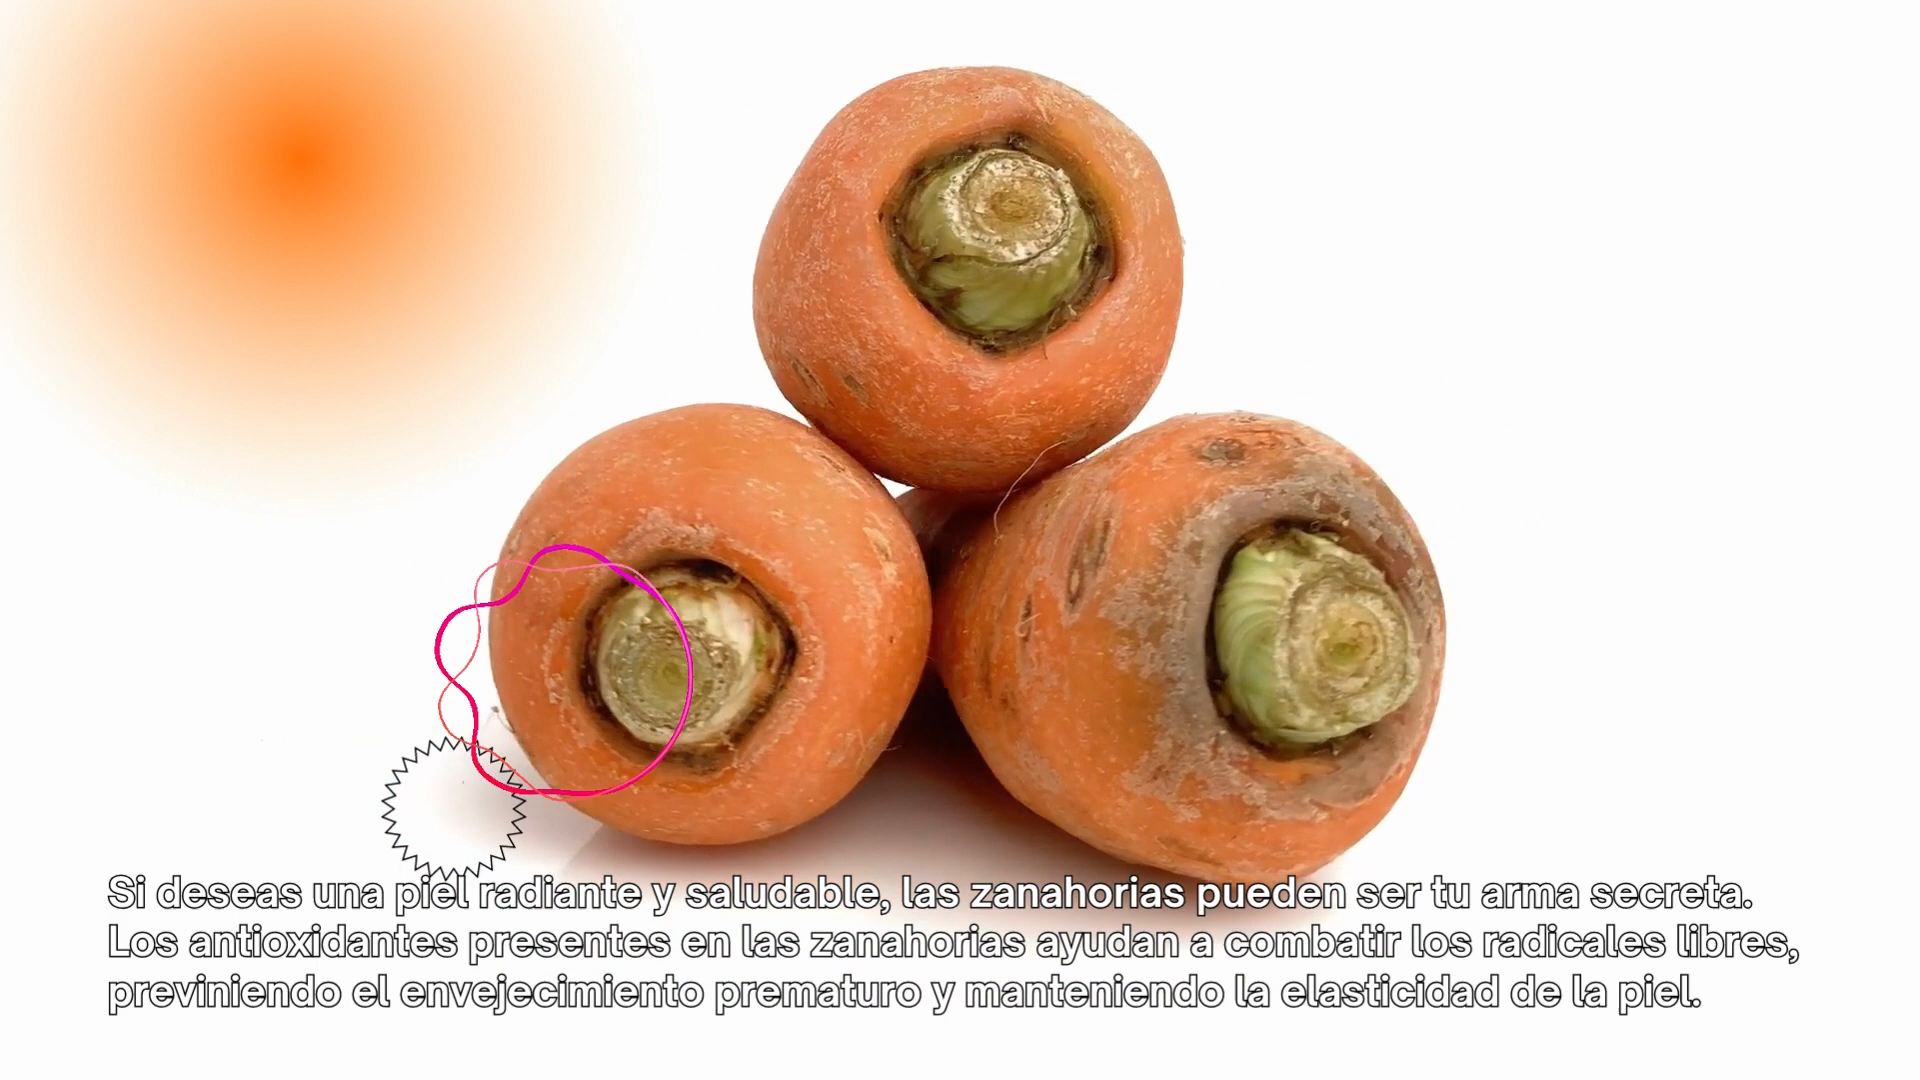 Si deseas una piel radiante y saludable, las zanahorias pueden ser tu arma secreta.
Los antioxidantes presentes en las zanahorias ayudan a combatir los radicales libres,
previniendo el envejecimiento prematuro y manteniendo la elasticidad de la piel.